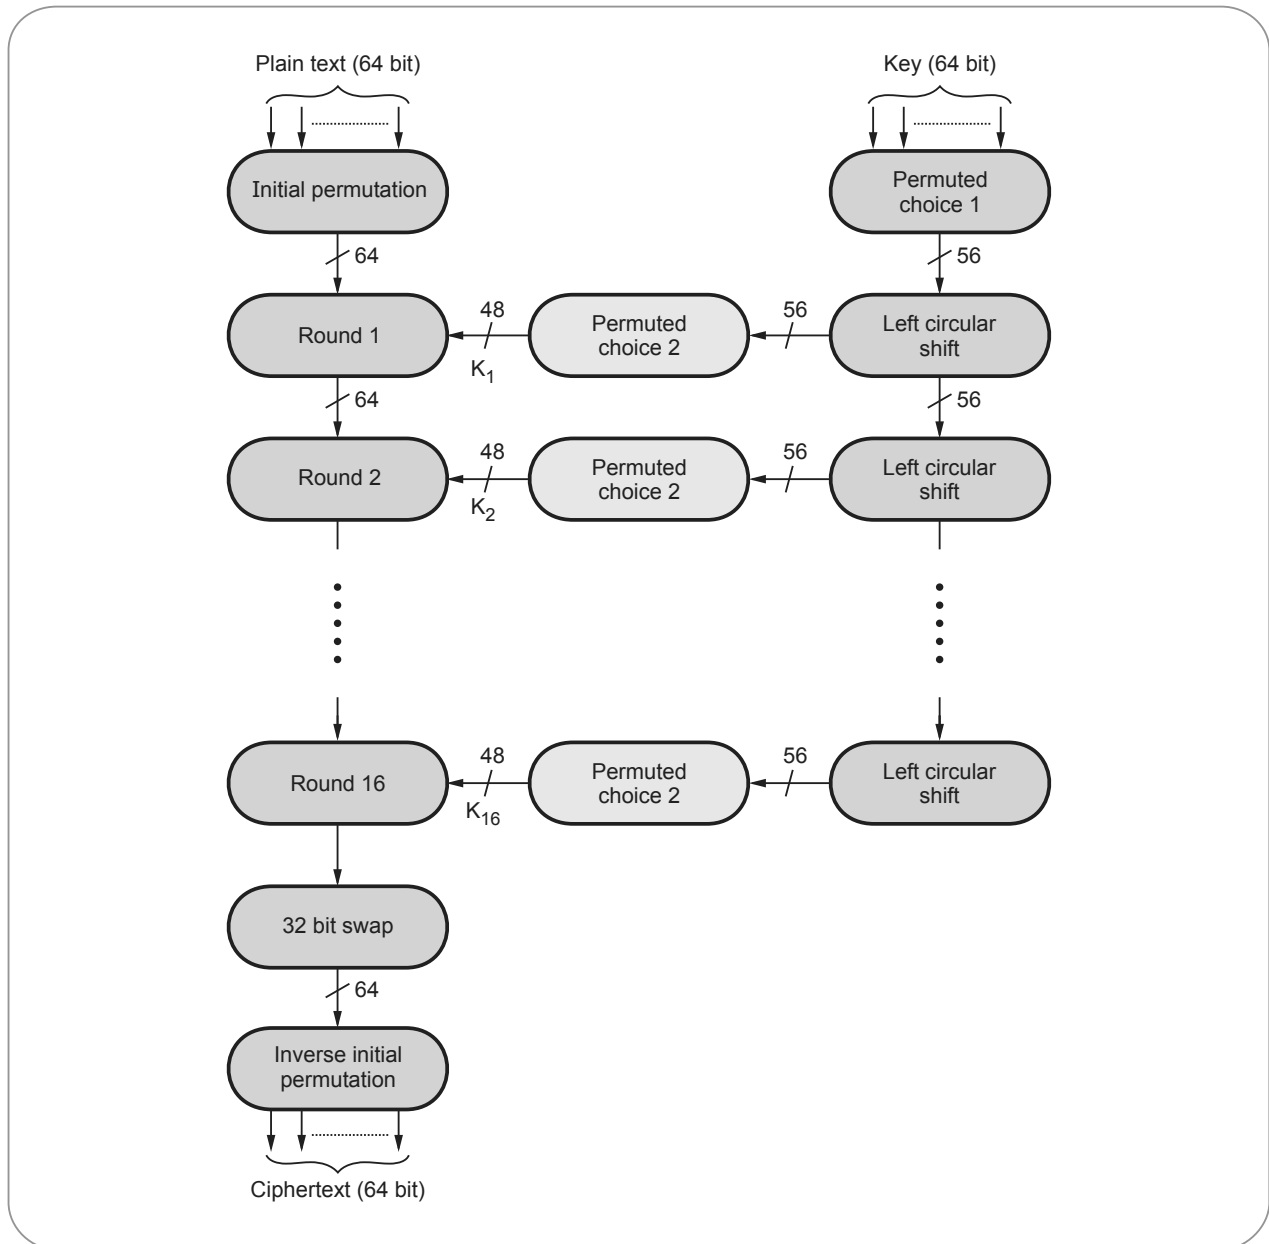 Plain text (64 bit)
Key (64 bit)
Initial permutation
Permuted
choice 1
64
56
Round 1
48
K1
Permuted
choice 2
56
Left circular
shift
64
56
Round 2
48
K2
Permuted
choice 2
56
Left circular
shift
Round 16
48
K16
Permuted
choice 2
56
Left circular
shift
32 bit swap
64
Inverse initial
permutation
Ciphertext (64 bit)